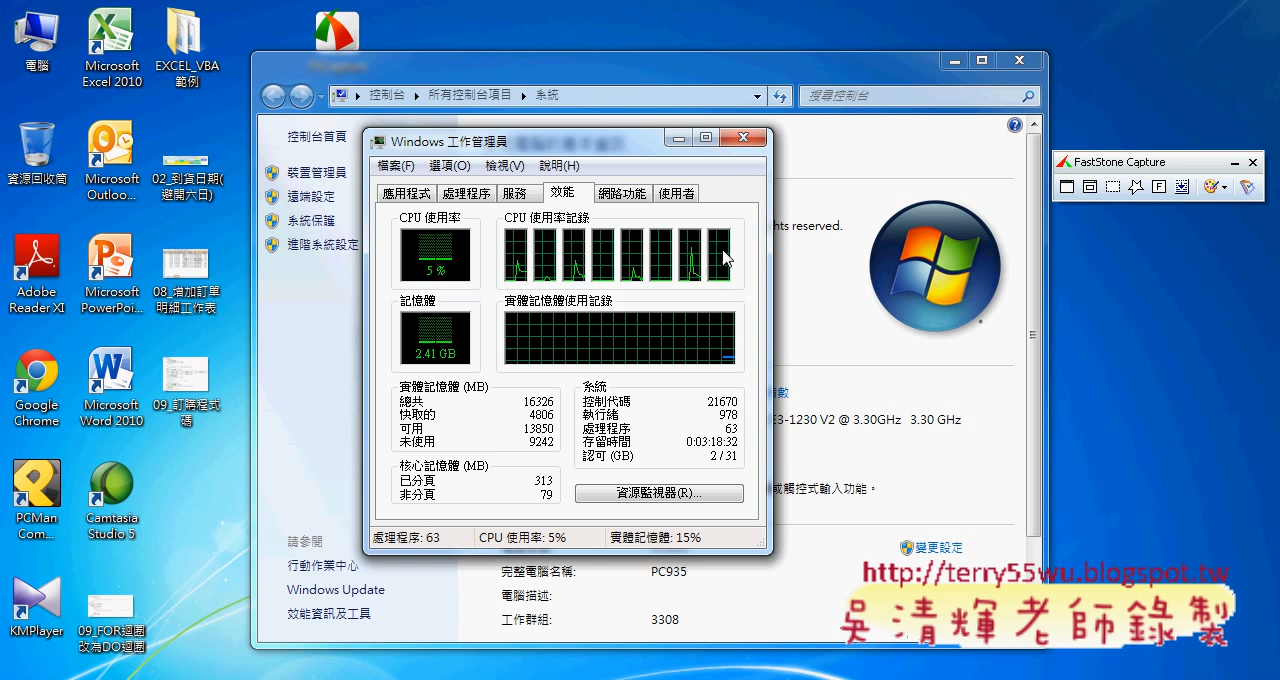 電腦
Microsoft
Excel 2010
EXCEL_VBA
範例
資源回收筒
Microsoft
Outloo...
02_到貨日期(
避開六日)
Adobe
Reader XI
Microsoft
PowerPoi...
08_增加訂單
明細工作表
Google
Chrome
Microsoft
Word 2010
09_訂購程式
碼
PCMan
Com...
Camtasia
Studio 5
KMPlayer
09_FOR迴圈
改為DO迴圈
控制台 ▸ 所有控制台項目 ▸ 系統
搜尋控制台
控制台首頁
裝置管理員
遠端設定
系統保護
進階系統設定
請參閱
行動作業中心
Windows Update
效能資訊及工具
Windows 工作管理員
檔案(F) 選項(O) 檢視(V) 說明(H)
應用程式 處理程序 服務 效能 網路功能 使用者
CPU 使用率 CPU 使用率記錄
5 %
記憶體 實體記憶體使用記錄
2.41 GB
實體記憶體 (MB)
總共 16326
快取的 4806
可用 13850
未使用 9242
核心記憶體 (MB)
已分頁 313
非分頁 79
系統
控制代碼 21670
執行緒 978
處理程序 63
存留時間 0:03:18:32
認可 (GB) 2 / 31
資源監視器(R)...
處理程序: 63 CPU 使用率: 5% 實體記憶體: 15%
hts reserved.
指數
E3-1230 V2 @ 3.30GHz 3.30 GHz
或觸控式輸入功能。
變更設定
完整電腦名稱: PC935
電腦描述:
工作群組: 3308
FastStone Capture
http://terry55wu.blogspot.tw
吳清輝老師錄製